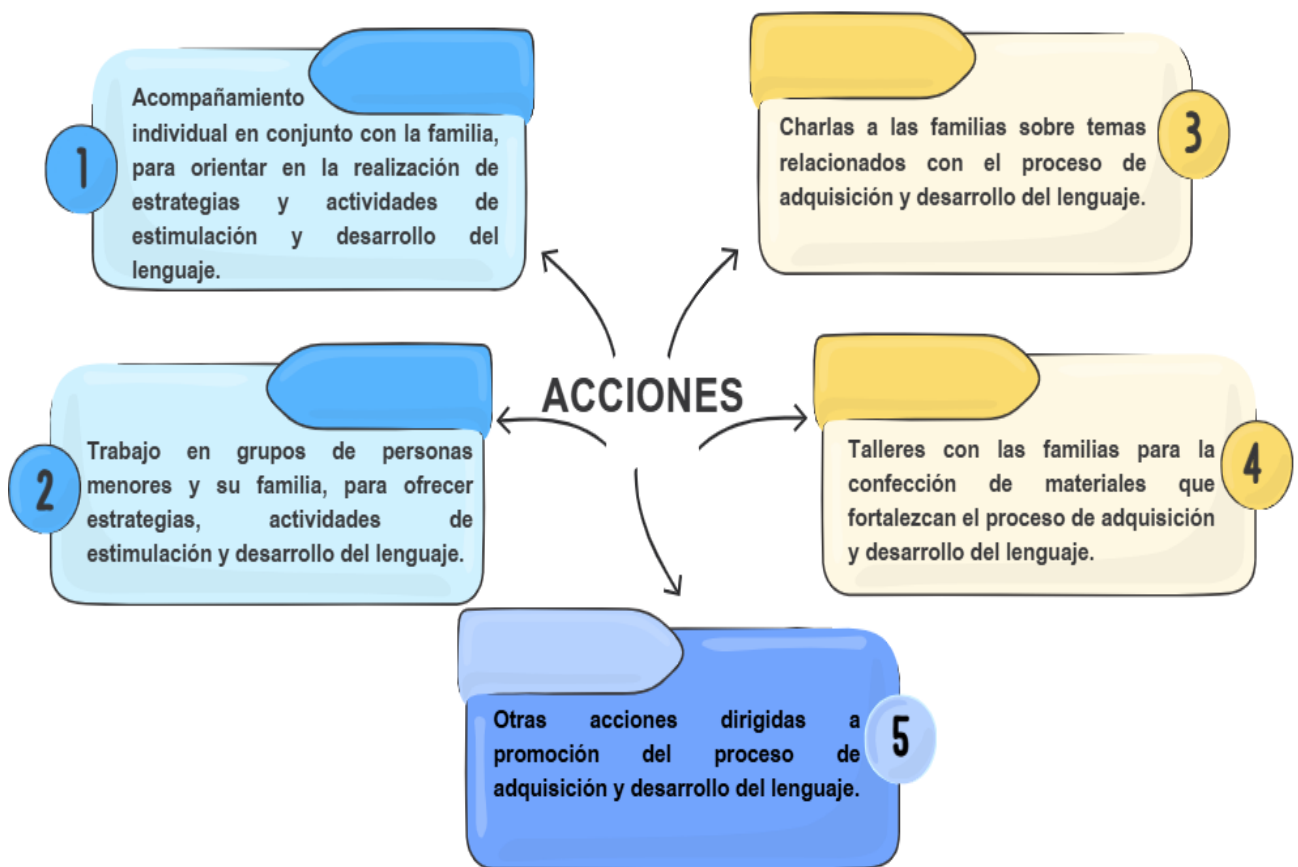 1
Acompañamiento
individual en conjunto con la familia,
para orientar en la realización de
estrategias y actividades de
estimulación y desarrollo del
lenguaje.
2
Trabajo en grupos de personas
menores y su familia, para ofrecer
estrategias, actividades de
estimulación y desarrollo del lenguaje.
ACCIONES
3
Charlas a las familias sobre temas
relacionados con el proceso de
adquisición y desarrollo del lenguaje.
4
Talleres con las familias para la
confección de materiales que
fortalezcan el proceso de adquisición
y desarrollo del lenguaje.
5
Otras acciones dirigidas a
promoción del proceso de
adquisición y desarrollo del lenguaje.